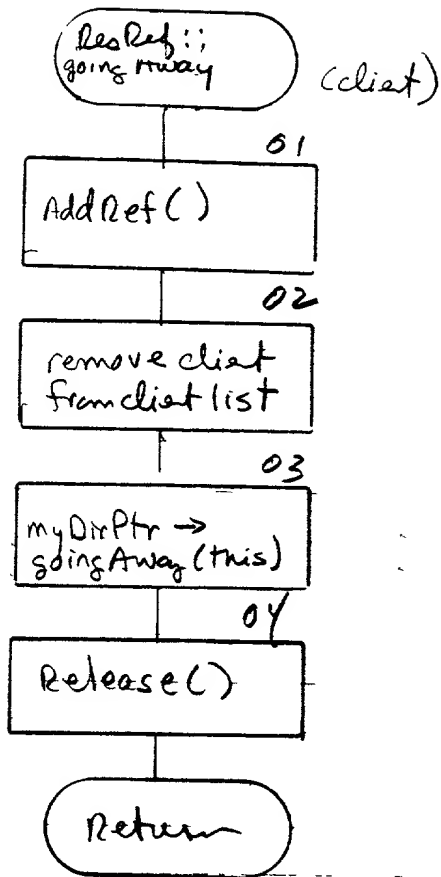 ResRef::
going Away
(client)
01
AddRef()
02
remove client
from client list
03
myDirPtr →
goingAway (this)
04
Release()
Return